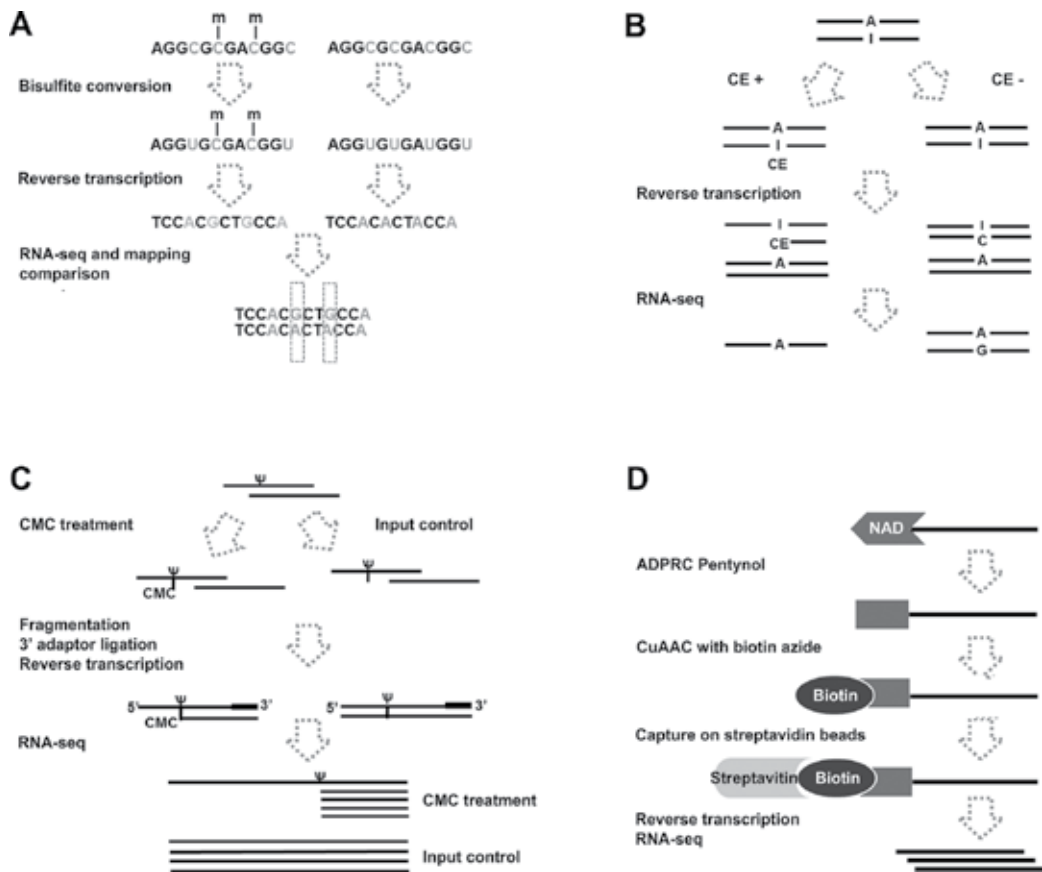 A
m m
AGGCGCGACGGC AGGCGCGACGGC
Bisulfite conversion
m m
AGGUGCGACGGU AGGUGUGAUGGU
Reverse transcription
TCCACGCTGCCA TCCACACTACCA
RNA-seq and mapping
comparison
TCCACGCTGCCA
TCCACACTACCA
B
A
I
CE + CE -
A A
I I
CE
Reverse transcription
I I
CE C
A A
RNA-seq
A A
G
C
Ψ
CMC treatment Input control
Ψ Ψ
CMC
Fragmentation
3' adaptor ligation
Reverse transcription
5' Ψ 3' 5' Ψ 3'
CMC
RNA-seq
Ψ
CMC treatment
Input control
D
NAD
ADPRC Pentynol
CuAAC with biotin azide
Biotin
Capture on streptavidin beads
Streptavitin Biotin
Reverse transcription
RNA-seq